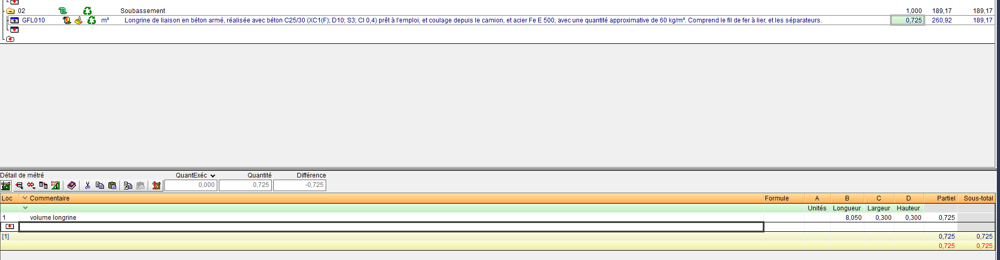 02 Soubassement 1,000 189,17 189,17
GFL010 m³ Longrine de liaison en béton armé, réalisée avec béton C25/30 (XC1(F); D10; S3; Cl 0,4) prêt à l'emploi, et coulage depuis le camion, et acier Fe E 500, avec une quantité approximative de 60 kg/m³. Comprend le fil de fer à lier, et les séparateurs. 0,725 260,92 189,17
Détail de métré QuantExéc Quantité Différence
0,000 0,725 -0,725
Loc Commentaire Formule A B C D Partiel Sous-total
Unités Longueur Largeur Hauteur
1 volume longrine 8,050 0,300 0,300 0,725
[1] 0,725 0,725
0,725 0,725